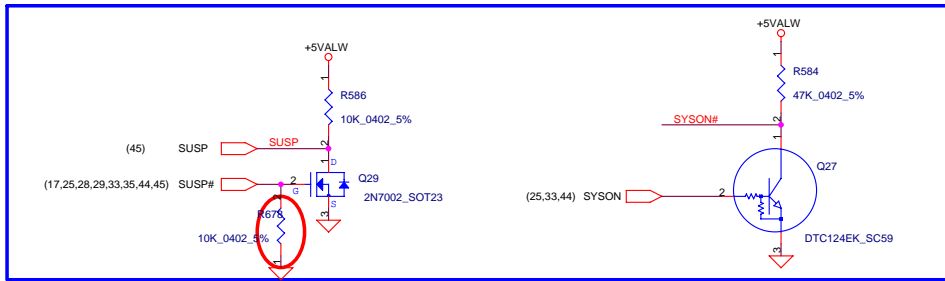 +5VALW
1
R586
10K_0402_5%
2
(45) SUSP SUSP
1
D
Q29
(17,25,28,29,33,35,44,45) SUSP# 2
G
2N7002_SOT23
S
3
2
R678
10K_0402_5%
1
+5VALW
1
R584
47K_0402_5%
SYSON# 2
1
Q27
(25,33,44) SYSON 2
DTC124EK_SC59
3